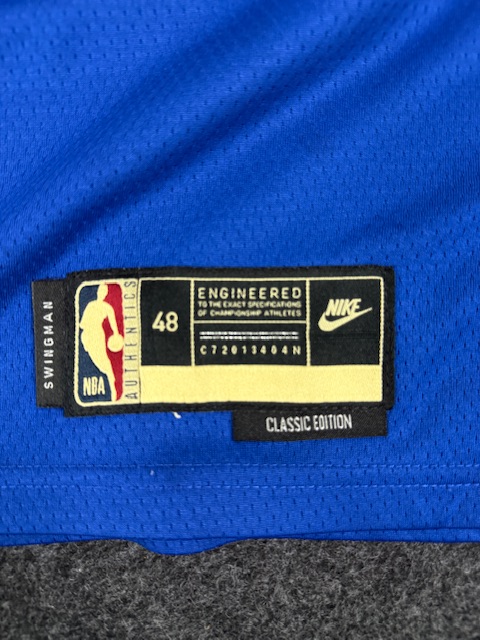 SWINGMAN
NBA
AUTHENTICS
48
ENGINEERED
TO THE EXACT SPECIFICATIONS
OF CHAMPIONSHIP ATHLETES
C72013404N
NIKE
CLASSIC EDITION